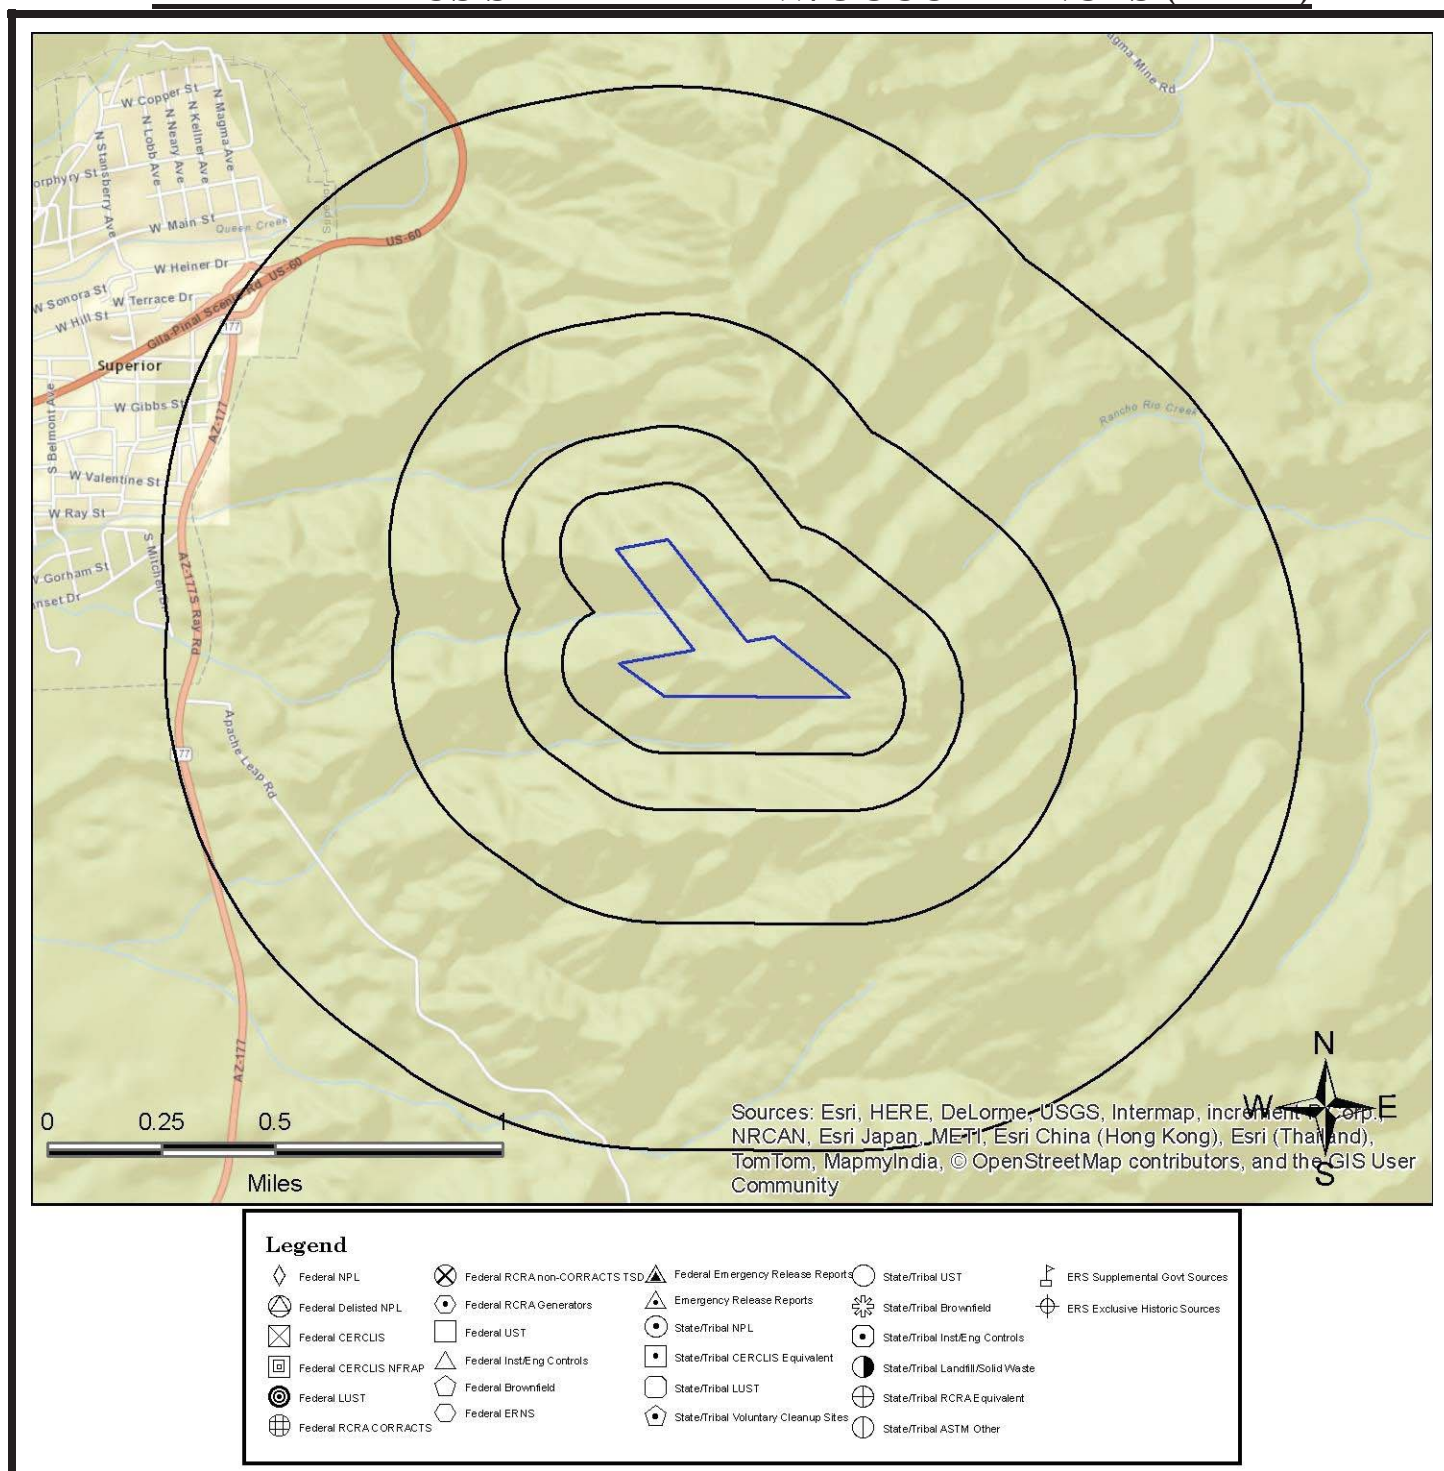 Magma Mine Rd
W Copper St
N Magma Ave
N Kellner Ave
N Neary Ave
N Lobb Ave
N Stansberry Ave
orphyry St
W Main St
Queen Creek
Superior
US-60
W Heiner Dr
US-60
W Sonora St
W Terrace Dr
Gila-Pinal Scenic Rd
W Hill St
177
Superior
S Belmont Ave
W Gibbs St
AZ-177
Rancho Rio Creek
W Valentine St
W Ray St
S Mitchell Dr
AZ-177
S Ray Rd
W Gorham St
unset Dr
Apache Leap Rd
177
AZ-177
N
W
E
S
0 0.25 0.5 1
Miles
Sources: Esri, HERE, DeLorme, USGS, Intermap, increment P Corp.,
NRCAN, Esri Japan, METI, Esri China (Hong Kong), Esri (Thailand),
TomTom, MapmyIndia, © OpenStreetMap contributors, and the GIS User
Community
Legend
Federal NPL
Federal Delisted NPL
Federal CERCLIS
Federal CERCLIS NFRAP
Federal LUST
Federal RCRA CORRACTS
Federal RCRA non-CORRACTS TSD
Federal RCRA Generators
Federal UST
Federal Inst/Eng Controls
Federal Brownfield
Federal ERNS
Federal Emergency Release Reports
Emergency Release Reports
State/Tribal NPL
State/Tribal CERCLIS Equivalent
State/Tribal LUST
State/Tribal Voluntary Cleanup Sites
State/Tribal UST
State/Tribal Brownfield
State/Tribal Inst/Eng Controls
State/Tribal Landfill/Solid Waste
State/Tribal RCRA Equivalent
State/Tribal ASTM Other
ERS Supplemental Govt Sources
ERS Exclusive Historic Sources